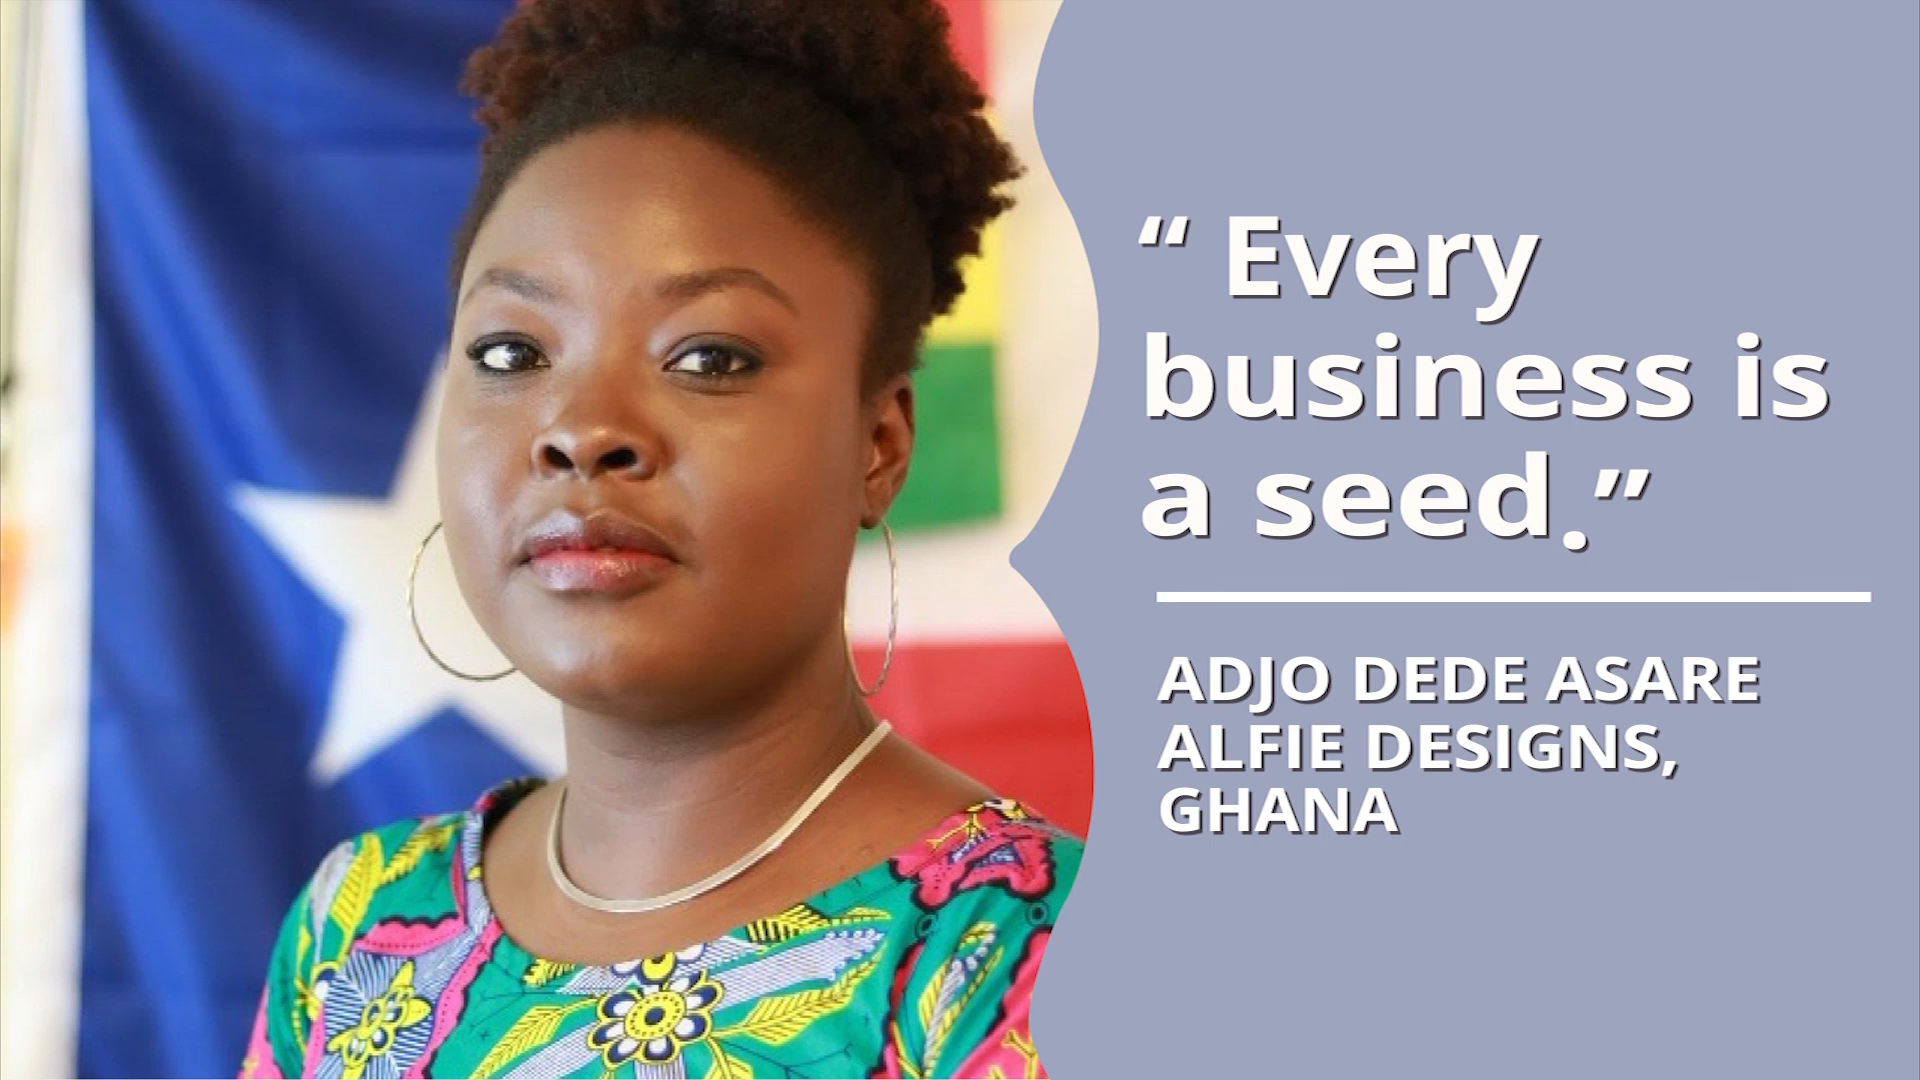 “ Every
business is
a seed.”
ADJO DEDE ASARE
ALFIE DESIGNS,
GHANA